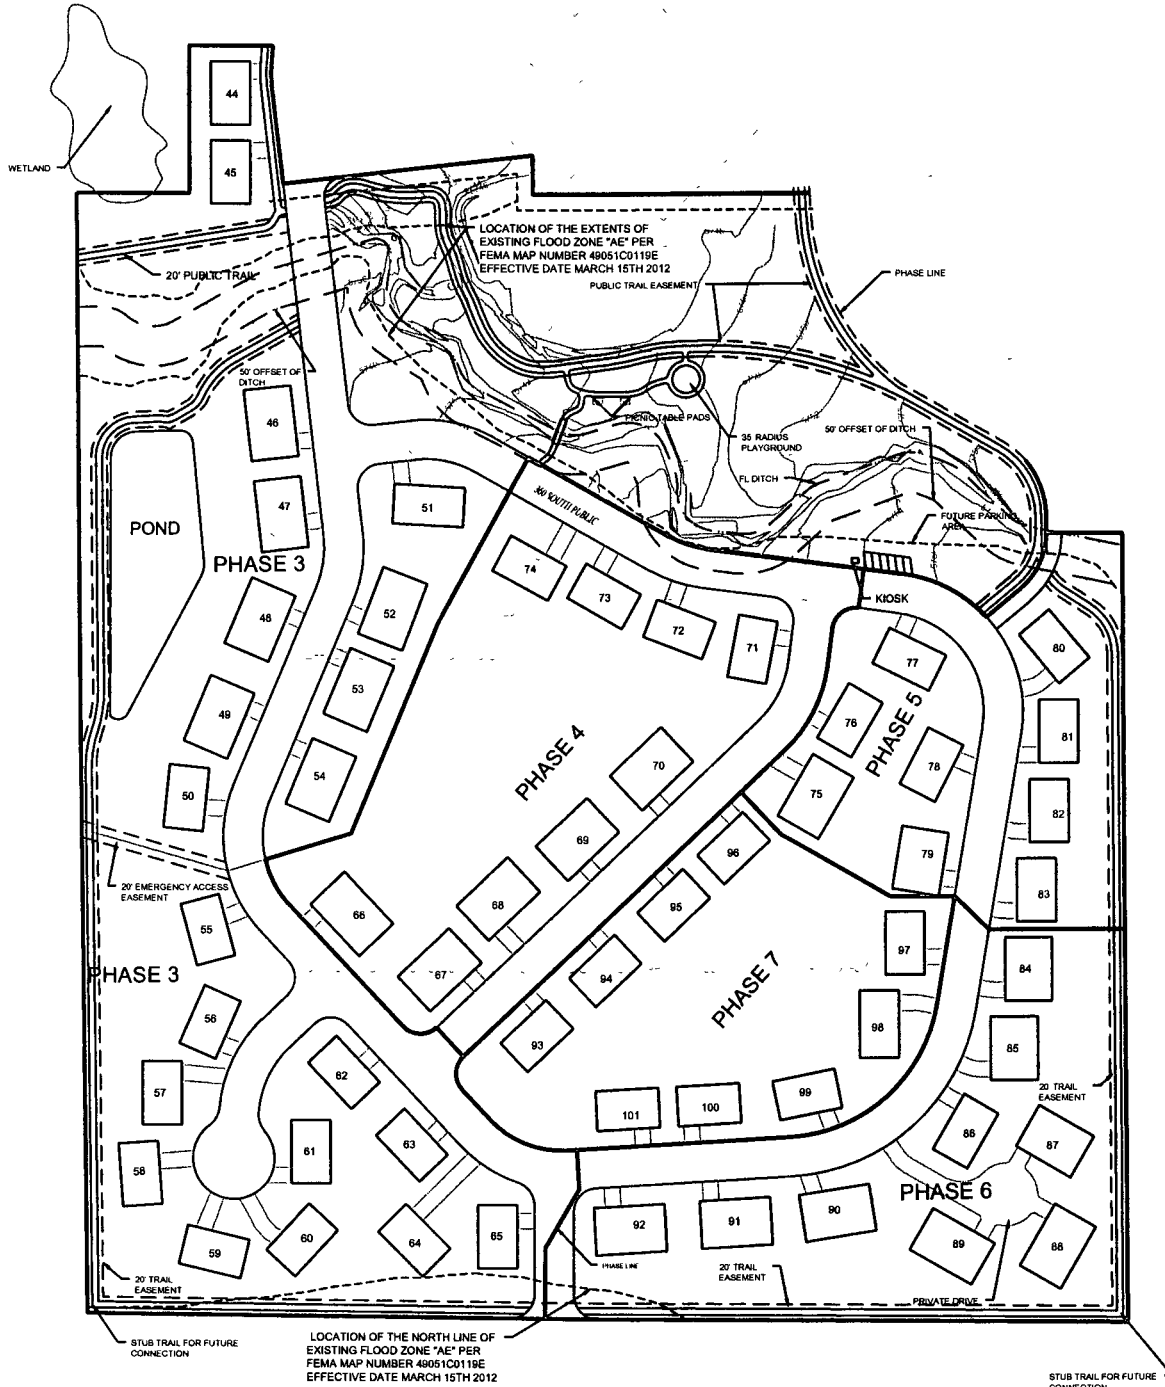 44
WETLAND
45
LOCATION OF THE EXTENTS OF
EXISTING FLOOD ZONE "AE" PER
FEMA MAP NUMBER 49051C0119E
EFFECTIVE DATE MARCH 15TH 2012
20' PUBLIC TRAIL
PUBLIC TRAIL EASEMENT
PHASE LINE
50' OFFSET OF
DITCH
46
PICNIC TABLE PADS
35 RADIUS
PLAYGROUND
50' OFFSET OF DITCH
FL DITCH
47
51
360 SOUTH PUBLIC
FUTURE PARKING
AREA
POND
PHASE 3
74
73
KIOSK
48
52
72
71
77
80
53
49
76
PHASE 5
81
54
PHASE 4
70
78
75
50
82
69
96
79
20' EMERGENCY ACCESS
EASEMENT
83
66
68
95
55
97
PHASE 3
67
94
84
PHASE 7
56
93
98
85
62
57
99
20 TRAIL
EASEMENT
101
100
63
86
87
61
58
PHASE 6
92
91
90
60
64
65
59
89
88
20' TRAIL
EASEMENT
PHASE LINE
20' TRAIL
EASEMENT
PRIVATE DRIVE
STUB TRAIL FOR FUTURE
CONNECTION
LOCATION OF THE NORTH LINE OF
EXISTING FLOOD ZONE "AE" PER
FEMA MAP NUMBER 49051C0119E
EFFECTIVE DATE MARCH 15TH 2012
STUB TRAIL FOR FUTURE
CONNECTION